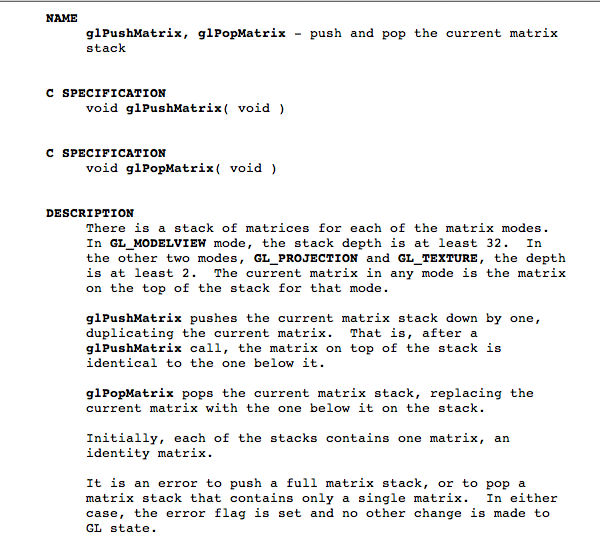 NAME
glPushMatrix, glPopMatrix - push and pop the current matrix
stack
C SPECIFICATION
void glPushMatrix( void )
C SPECIFICATION
void glPopMatrix( void )
DESCRIPTION
There is a stack of matrices for each of the matrix modes.
In GL_MODELVIEW mode, the stack depth is at least 32.  In
the other two modes, GL_PROJECTION and GL_TEXTURE, the depth
is at least 2.  The current matrix in any mode is the matrix
on the top of the stack for that mode.
glPushMatrix pushes the current matrix stack down by one,
duplicating the current matrix.  That is, after a
glPushMatrix call, the matrix on top of the stack is
identical to the one below it.
glPopMatrix pops the current matrix stack, replacing the
current matrix with the one below it on the stack.
Initially, each of the stacks contains one matrix, an
identity matrix.
It is an error to push a full matrix stack, or to pop a
matrix stack that contains only a single matrix.  In either
case, the error flag is set and no other change is made to
GL state.